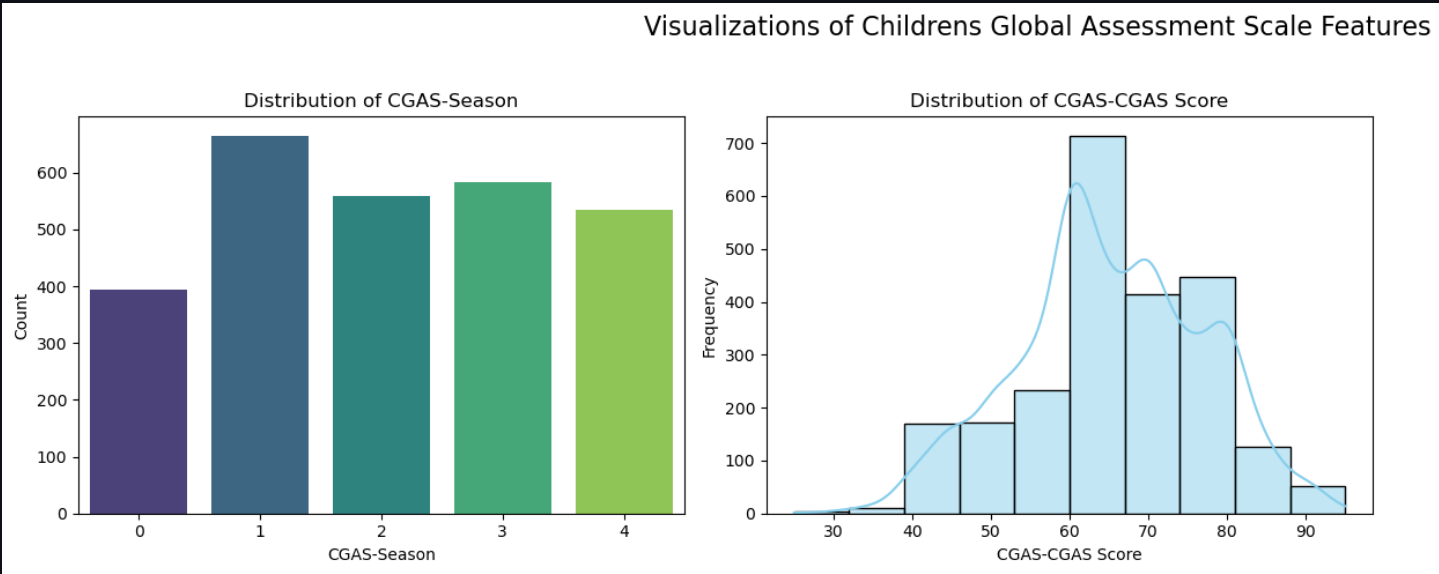 Visualizations of Childrens Global Assessment Scale Features
Distribution of CGAS-Season
Count
600
500
400
300
200
100
0
0 1 2 3 4
CGAS-Season
Distribution of CGAS-CGAS Score
Frequency
700
600
500
400
300
200
100
0
30 40 50 60 70 80 90
CGAS-CGAS Score